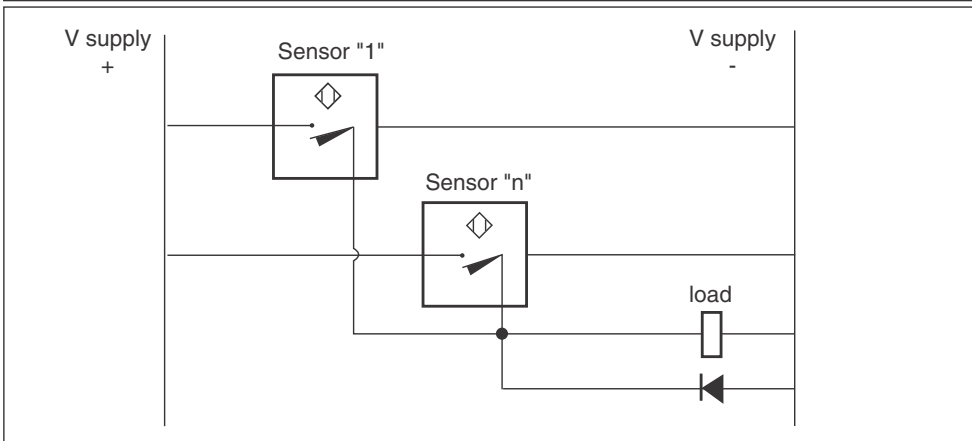 V supply
+
Sensor "1"
V supply
-
Sensor "n"
load